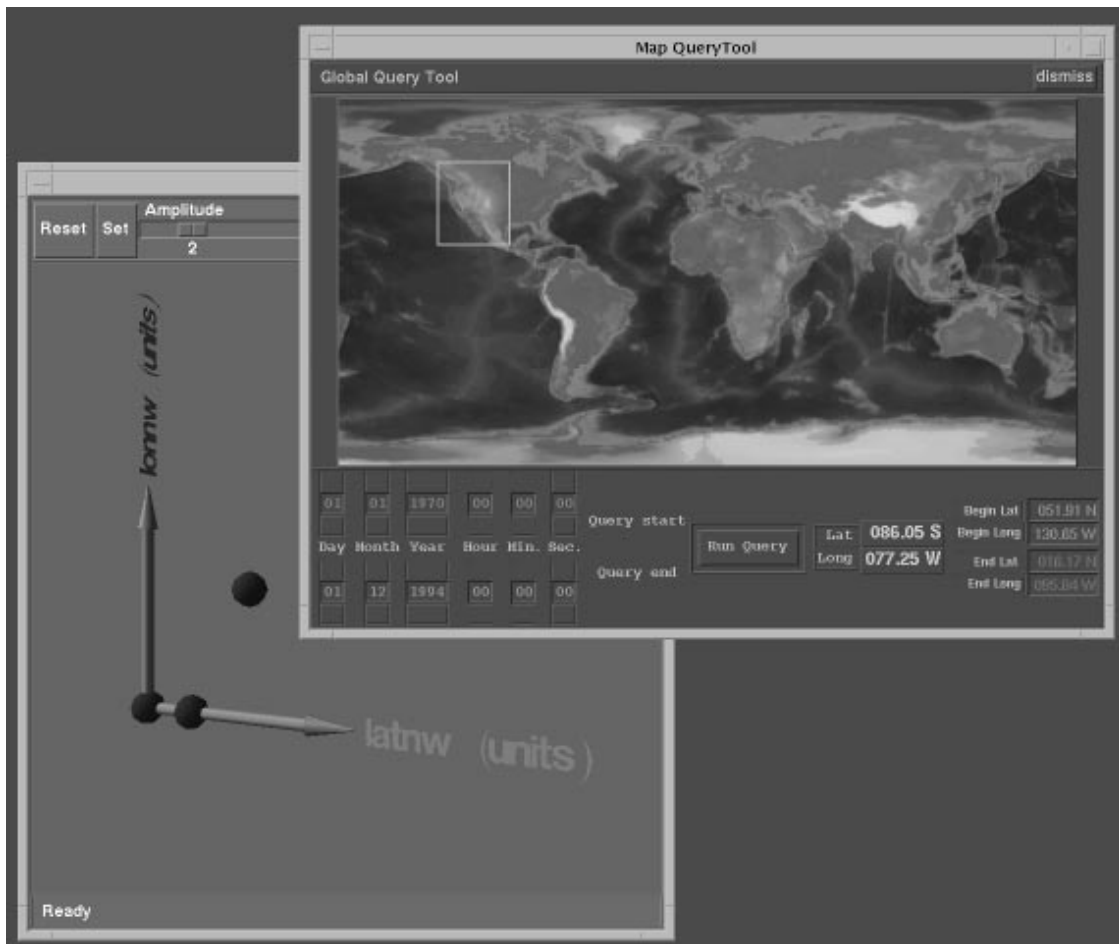 Map QueryTool
Global Query Tool
dismiss
Reset
Set
Amplitude
2
lonnw (units)
latnw (units)
Ready
01 01 1970 00 00 00
Day Month Year Hour Min. Sec.
01 12 1994 00 00 00
Query start
Query end
Run Query
Lat 086.05 S
Long 077.25 W
Begin Lat 051.91 N
Begin Long 130.65 W
End Lat
End Long